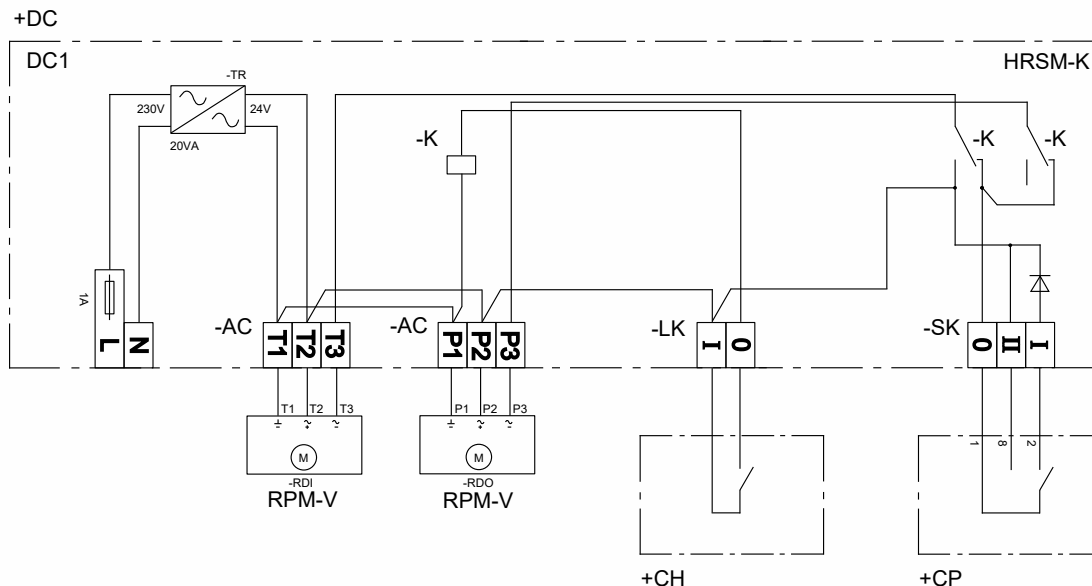 +DC
DC1
HRSM-K
-TR
230V
24V
20VA
-K
-K
-K
1A
-AC
-AC
-LK
-SK
L
N
T1
T2
T3
P1
P2
P3
I
0
0
II
I
T1
T2
T3
P1
P2
P3
M
M
1
8
2
-RDI
-RDO
RPM-V
RPM-V
+CH
+CP